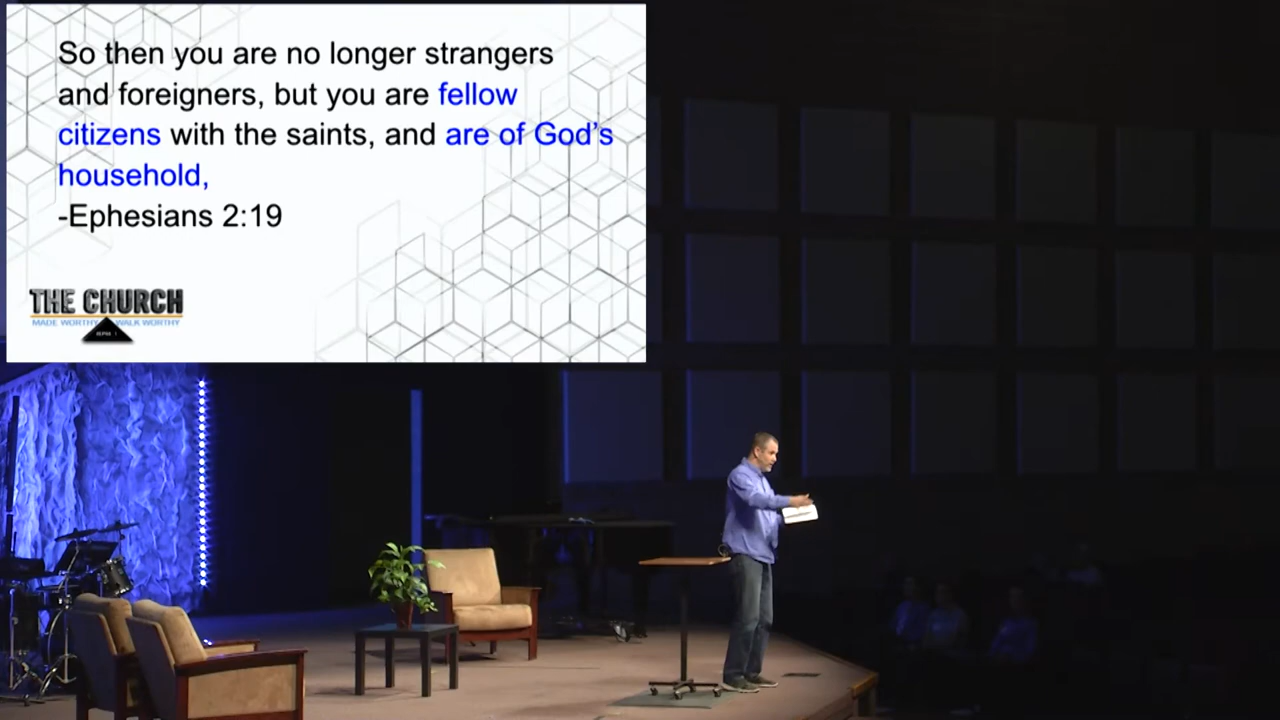 So then you are no longer strangers
and foreigners, but you are fellow
citizens with the saints, and are of God’s
household,
-Ephesians 2:19
THE CHURCH
MADE WORTHY WALK WORTHY